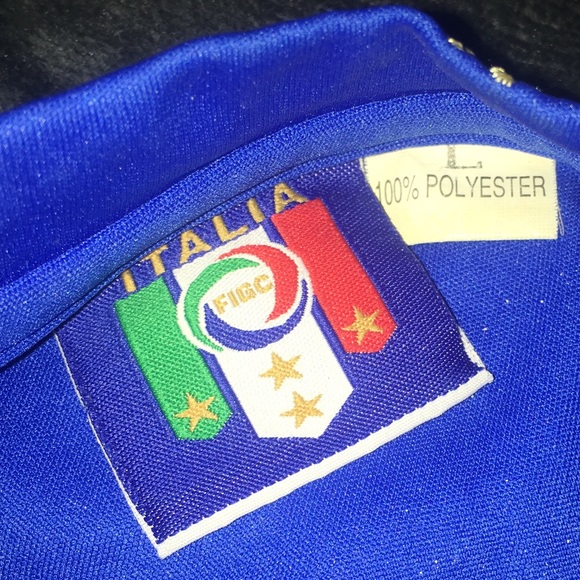 ITALIA
FIGC
L
100% POLYESTER